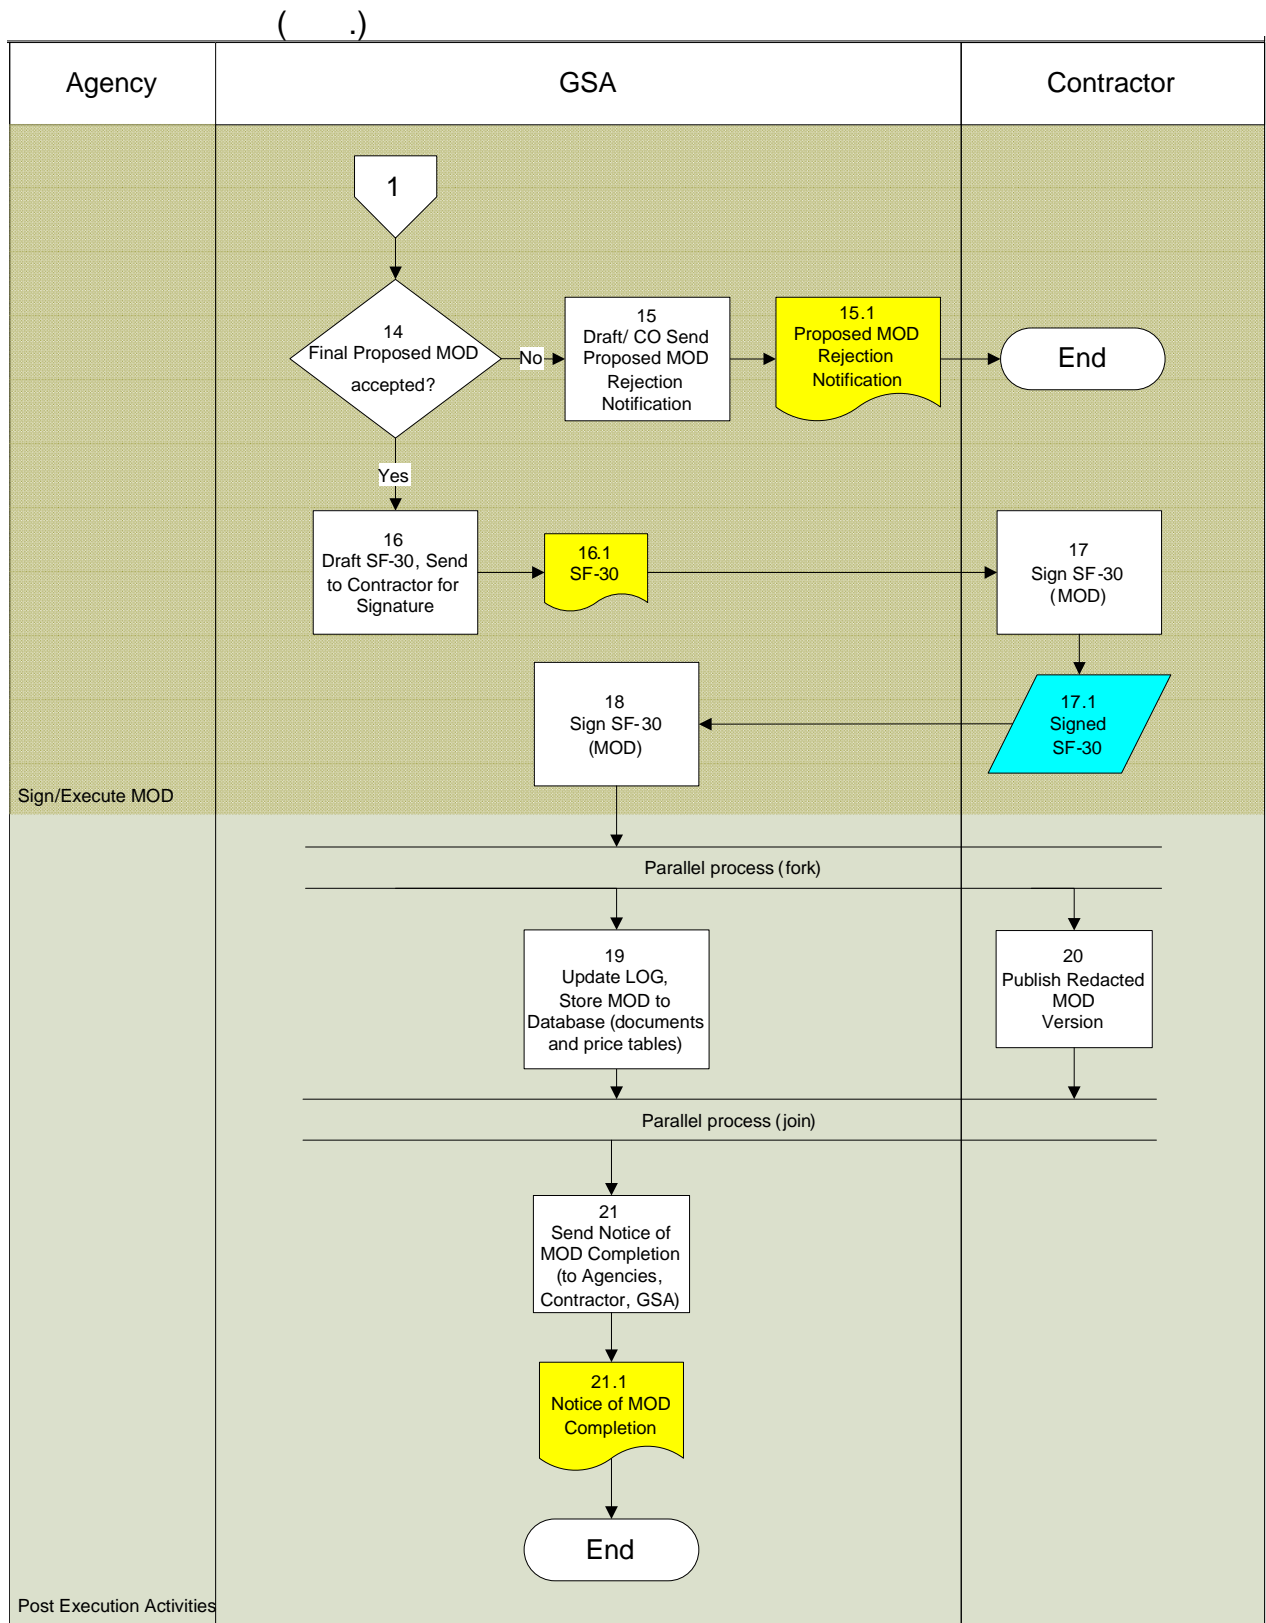 ( .)
Agency
GSA
Contractor
1
14
Final Proposed MOD
accepted?
No
15
Draft/ CO Send
Proposed MOD
Rejection
Notification
15.1
Proposed MOD
Rejection
Notification
End
Yes
16
Draft SF-30, Send
to Contractor for
Signature
16.1
SF-30
17
Sign SF-30
(MOD)
17.1
Signed
SF-30
18
Sign SF-30
(MOD)
Sign/Execute MOD
Parallel process (fork)
19
Update LOG,
Store MOD to
Database (documents
and price tables)
20
Publish Redacted
MOD
Version
Parallel process (join)
21
Send Notice of
MOD Completion
(to Agencies,
Contractor, GSA)
21.1
Notice of MOD
Completion
End
Post Execution Activities